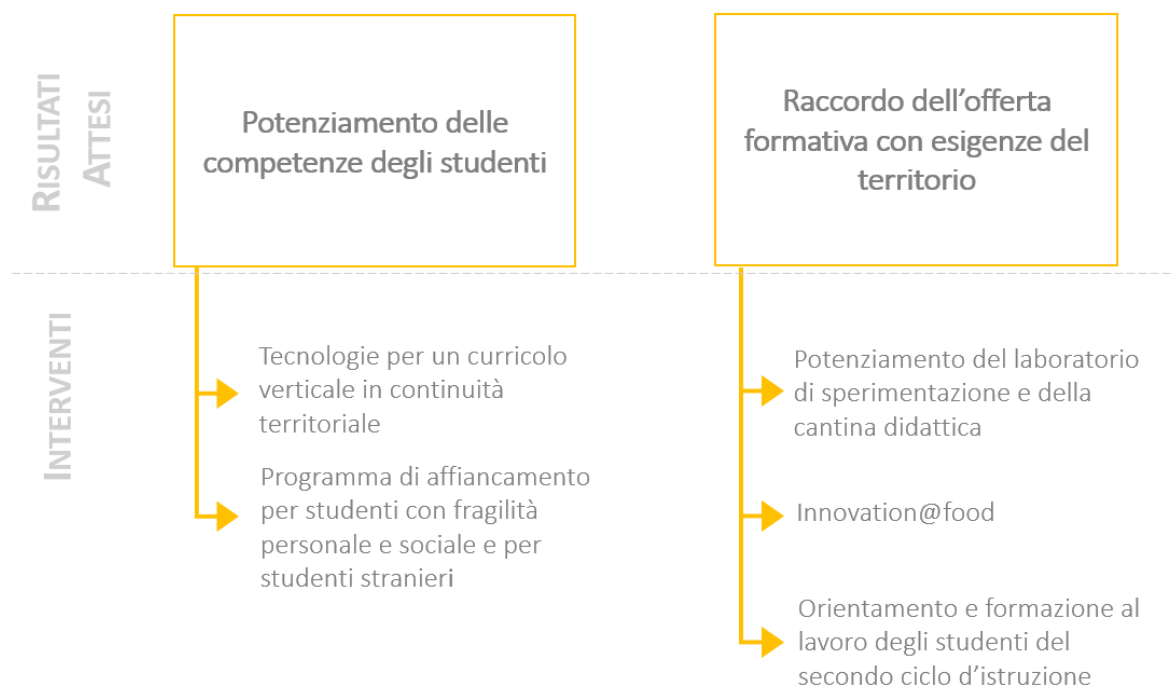 RISULTATI
ATTESI
Potenziamento delle
competenze degli studenti
Raccordo dell'offerta
formativa con esigenze del
territorio
INTERVENTI
Tecnologie per un curricolo
verticale in continuità
territoriale
Programma di affiancamento
per studenti con fragilità
personale e sociale e per
studenti stranieri
Potenziamento del laboratorio
di sperimentazione e della
cantina didattica
Innovation@food
Orientamento e formazione al
lavoro degli studenti del
secondo ciclo d'istruzione